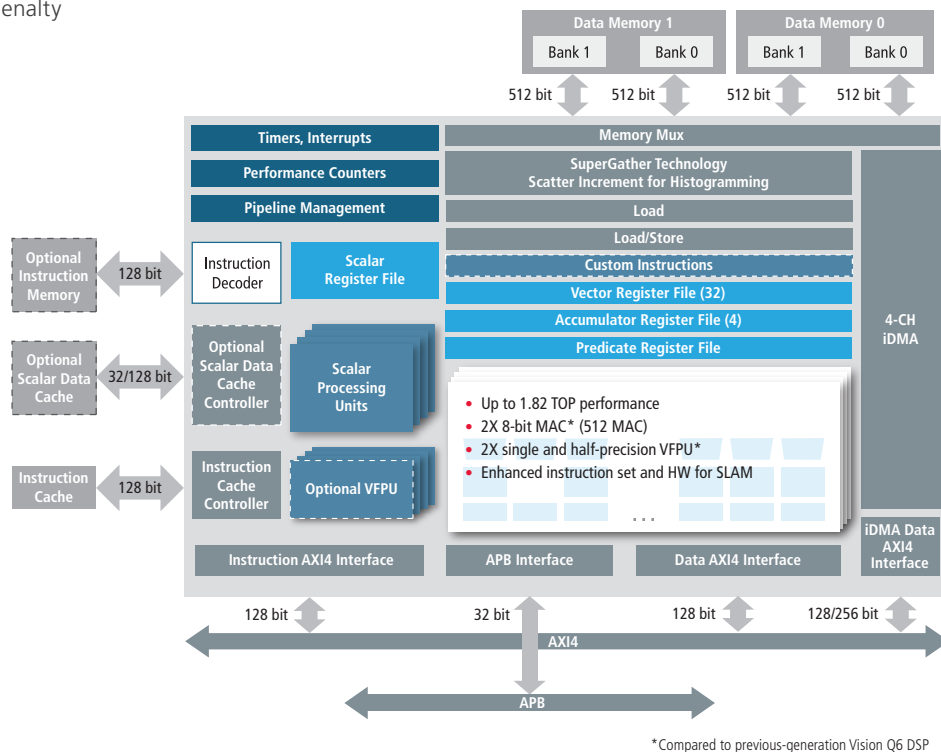 enalty
Data Memory 1
Data Memory 0
Bank 1
Bank 0
Bank 1
Bank 0
512 bit
512 bit
512 bit
512 bit
Timers, Interrupts
Memory Mux
Performance Counters
SuperGather Technology
Scatter Increment for Histogramming
Pipeline Management
Load
Load/Store
Optional
Instruction
Memory
128 bit
Instruction
Decoder
Scalar
Register File
Custom Instructions
Vector Register File (32)
Accumulator Register File (4)
Predicate Register File
4-CH
iDMA
Optional
Scalar Data
Cache
32/128 bit
Optional
Scalar Data
Cache
Controller
Scalar
Processing
Units
• Up to 1.82 TOP performance
• 2X 8-bit MAC* (512 MAC)
• 2X single and half-precision VFPU*
• Enhanced instruction set and HW for SLAM
. . .
Instruction
Cache
128 bit
Instruction
Cache
Controller
Optional VFPU
Instruction AXI4 Interface
APB Interface
Data AXI4 Interface
iDMA Data
AXI4
Interface
128 bit
32 bit
128 bit
128/256 bit
AXI4
APB
*Compared to previous-generation Vision Q6 DSP